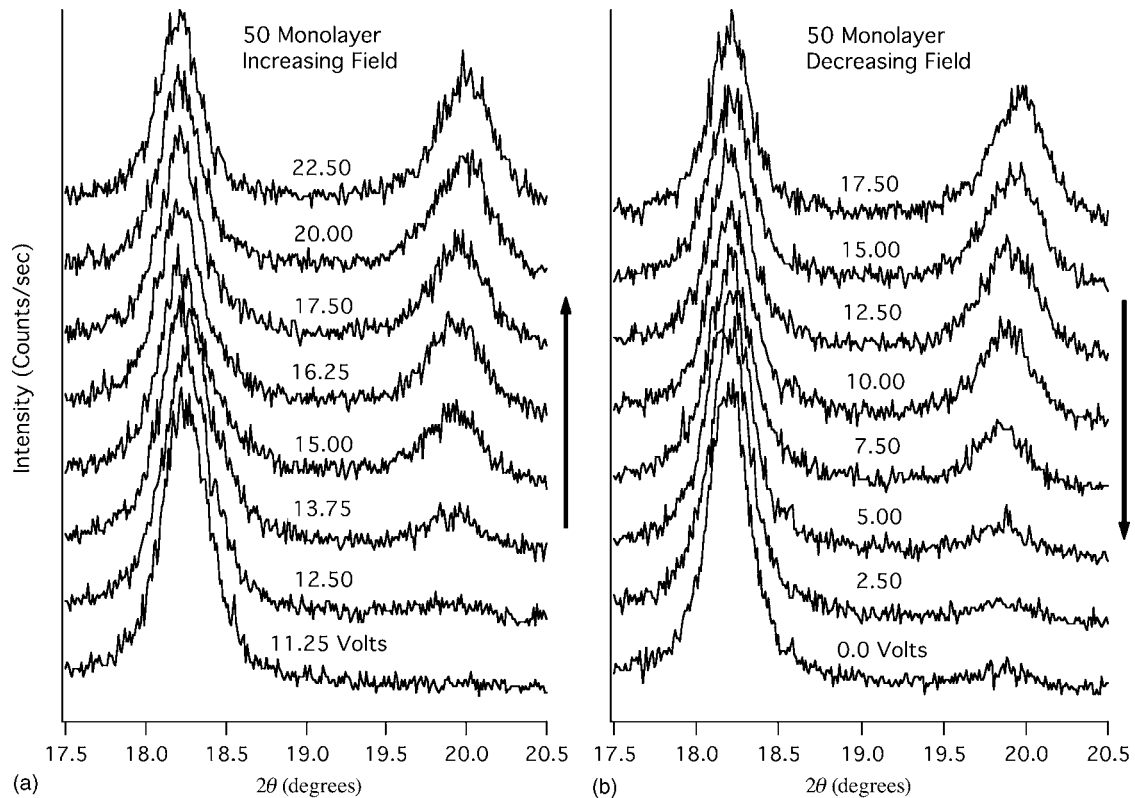 50 Monolayer
Increasing Field
22.50
20.00
17.50
16.25
15.00
13.75
12.50
11.25 Volts
Intensity (Counts/sec)
17.5 18.0 18.5 19.0 19.5 20.0 20.5
2θ (degrees)
(a)
50 Monolayer
Decreasing Field
17.50
15.00
12.50
10.00
7.50
5.00
2.50
0.0 Volts
17.5 18.0 18.5 19.0 19.5 20.0 20.5
2θ (degrees)
(b)